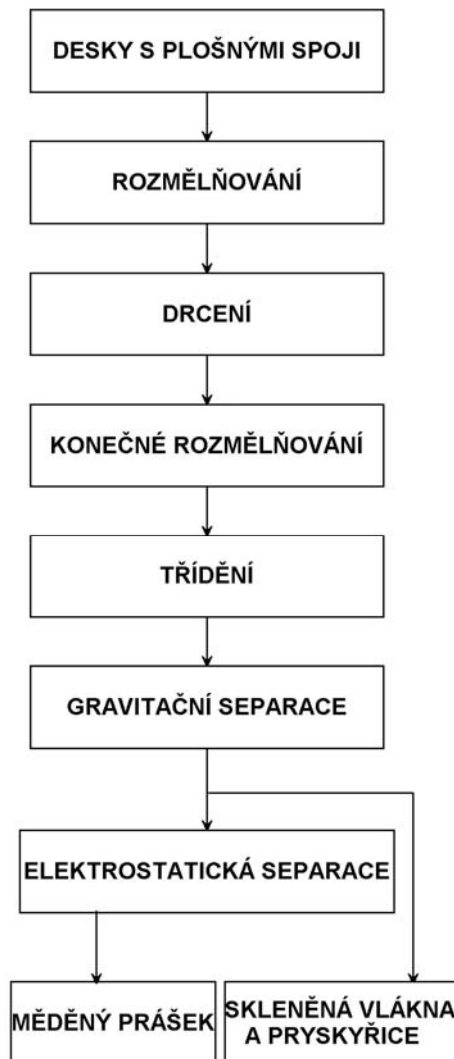 DESKY S PLOŠNÝMI SPOJI
ROZMĚLŇOVÁNÍ
DRCENÍ
KONEČNÉ ROZMĚLŇOVÁNÍ
TŘÍDĚNÍ
GRAVITAČNÍ SEPARACE
ELEKTROSTATICKÁ SEPARACE
MĚDĚNÝ PRÁŠEK
SKLENĚNÁ VLÁKNA
A PRYSKYŘICE